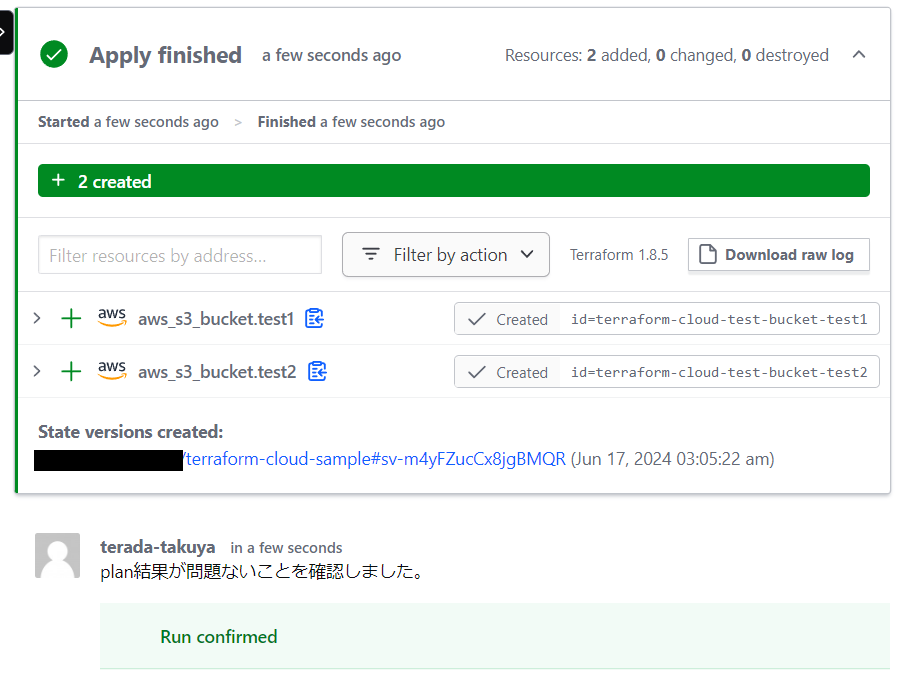 Apply finished a few seconds ago Resources: 2 added, 0 changed, 0 destroyed
Started a few seconds ago > Finished a few seconds ago
+ 2 created
Filter resources by address... Filter by action Terraform 1.8.5 Download raw log
aws aws_s3_bucket.test1 Created id=terraform-cloud-test-bucket-test1
aws aws_s3_bucket.test2 Created id=terraform-cloud-test-bucket-test2
State versions created:
/terraform-cloud-sample#sv-m4yFZucCx8jgBMQR (Jun 17, 2024 03:05:22 am)
terada-takuya in a few seconds
plan結果が問題ないことを確認しました。
Run confirmed